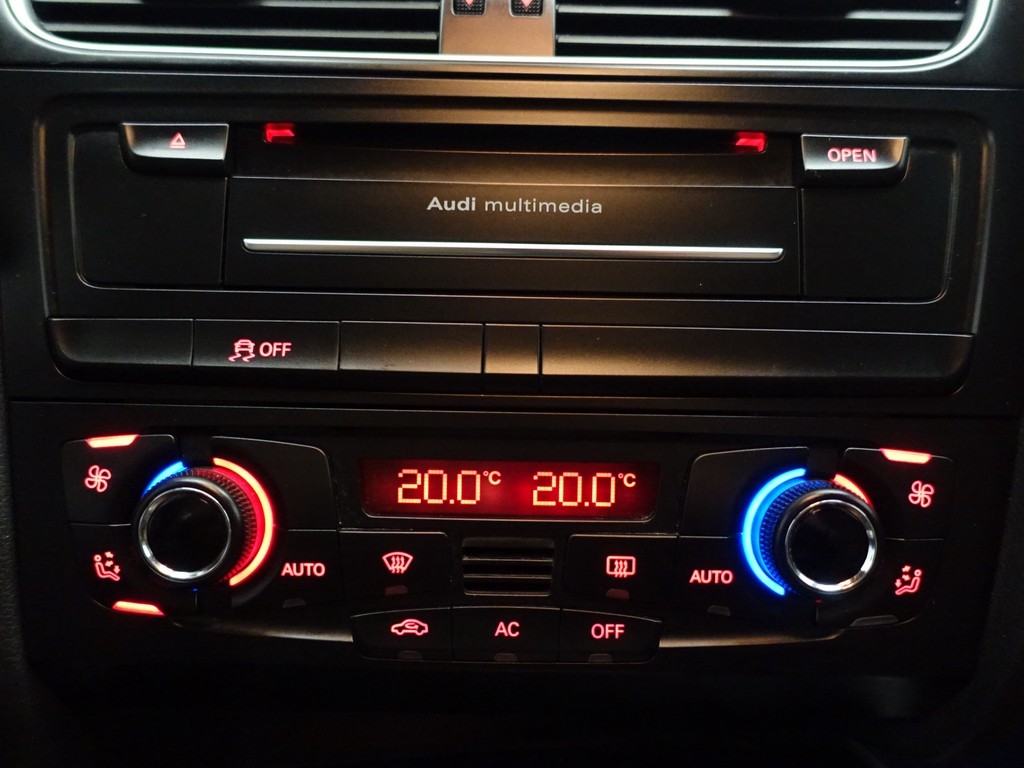 OPEN
Audi multimedia
OFF
20.0°C 20.0°C
AUTO
AUTO
AC
OFF